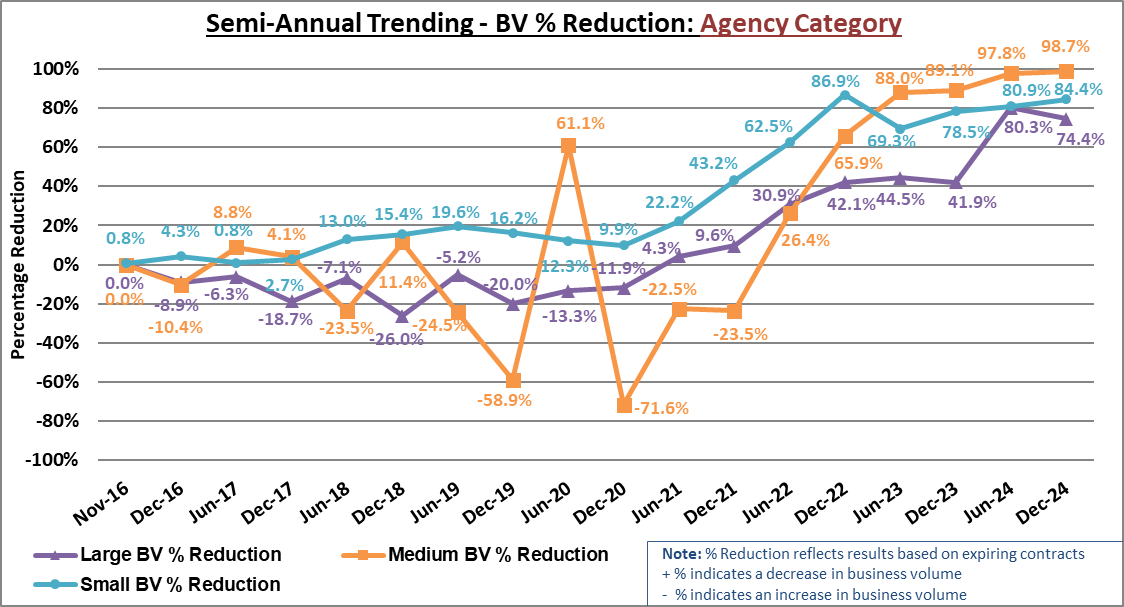 Semi-Annual Trending - BV % Reduction: Agency Category
Percentage Reduction
100%
80%
60%
40%
20%
0%
-20%
-40%
-60%
-80%
-100%
0.0%
-8.9%
-6.3%
-18.7%
-7.1%
-26.0%
-5.2%
-20.0%
-13.3%
-11.9%
4.3%
9.6%
30.9%
42.1%
44.5%
41.9%
80.3%
74.4%
0.0%
-10.4%
8.8%
4.1%
-23.5%
11.4%
-24.5%
-58.9%
61.1%
-71.6%
-22.5%
-23.5%
26.4%
65.9%
88.0%
89.1%
97.8%
98.7%
0.8%
4.3%
0.8%
2.7%
13.0%
15.4%
19.6%
16.2%
12.3%
9.9%
22.2%
43.2%
62.5%
86.9%
69.3%
78.5%
80.9%
84.4%
Nov-16
Dec-16
Jun-17
Dec-17
Jun-18
Dec-18
Jun-19
Dec-19
Jun-20
Dec-20
Jun-21
Dec-21
Jun-22
Dec-22
Jun-23
Dec-23
Jun-24
Dec-24
Large BV % Reduction
Medium BV % Reduction
Small BV % Reduction
Note: % Reduction reflects results based on expiring contracts
+ % indicates a decrease in business volume
- % indicates an increase in business volume